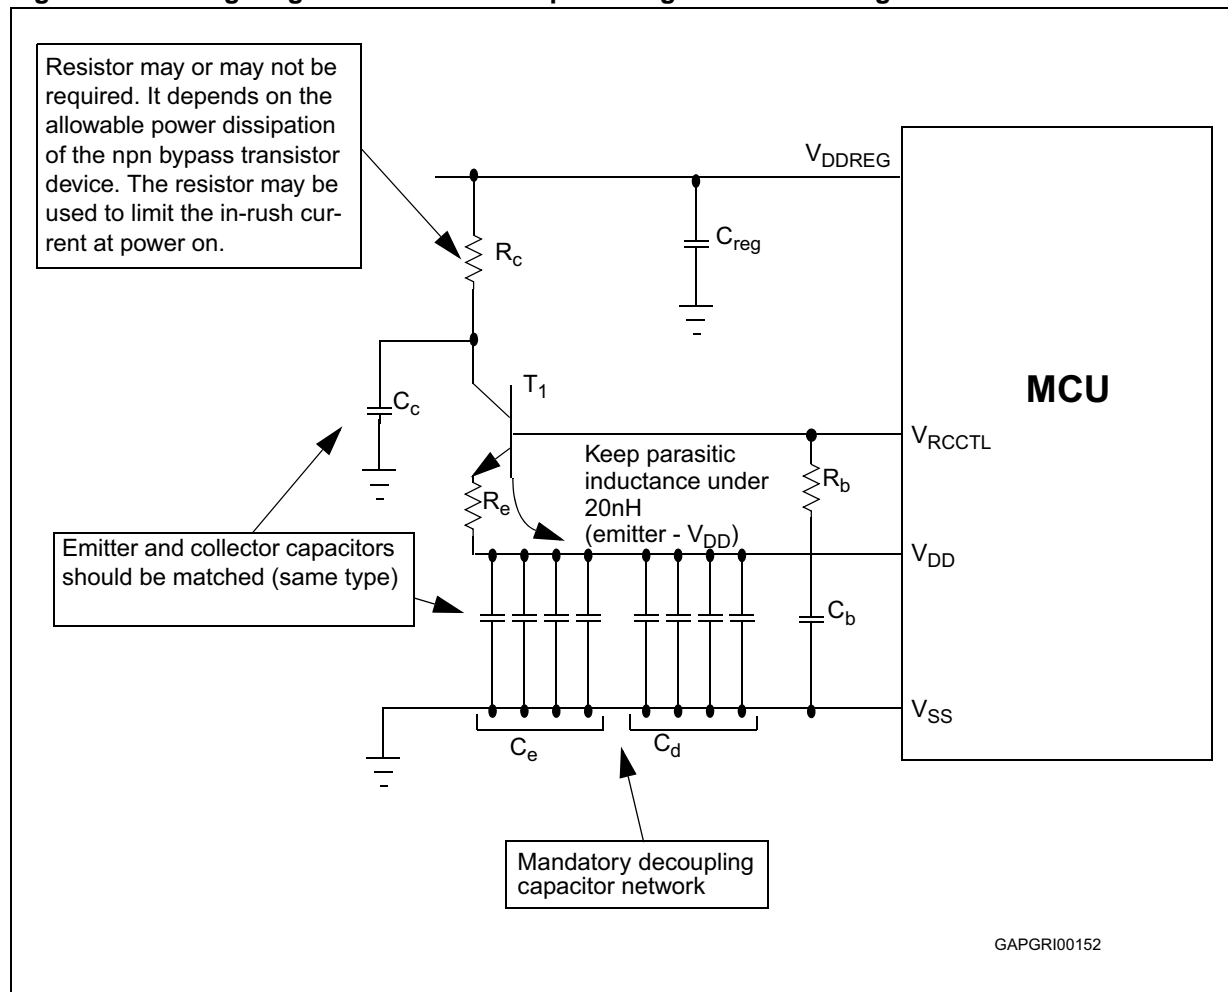 Resistor may or may not be
required. It depends on the
allowable power dissipation
of the npn bypass transistor
device. The resistor may be
used to limit the in-rush cur-
rent at power on.
VDDREG
Creg
Rc
T1
Cc
MCU
VRCCTL
Keep parasitic
inductance under
20nH
(emitter - VDD)
Rb
Re
Emitter and collector capacitors
should be matched (same type)
VDD
Cb
VSS
Ce
Cd
Mandatory decoupling
capacitor network
GAPGRI00152